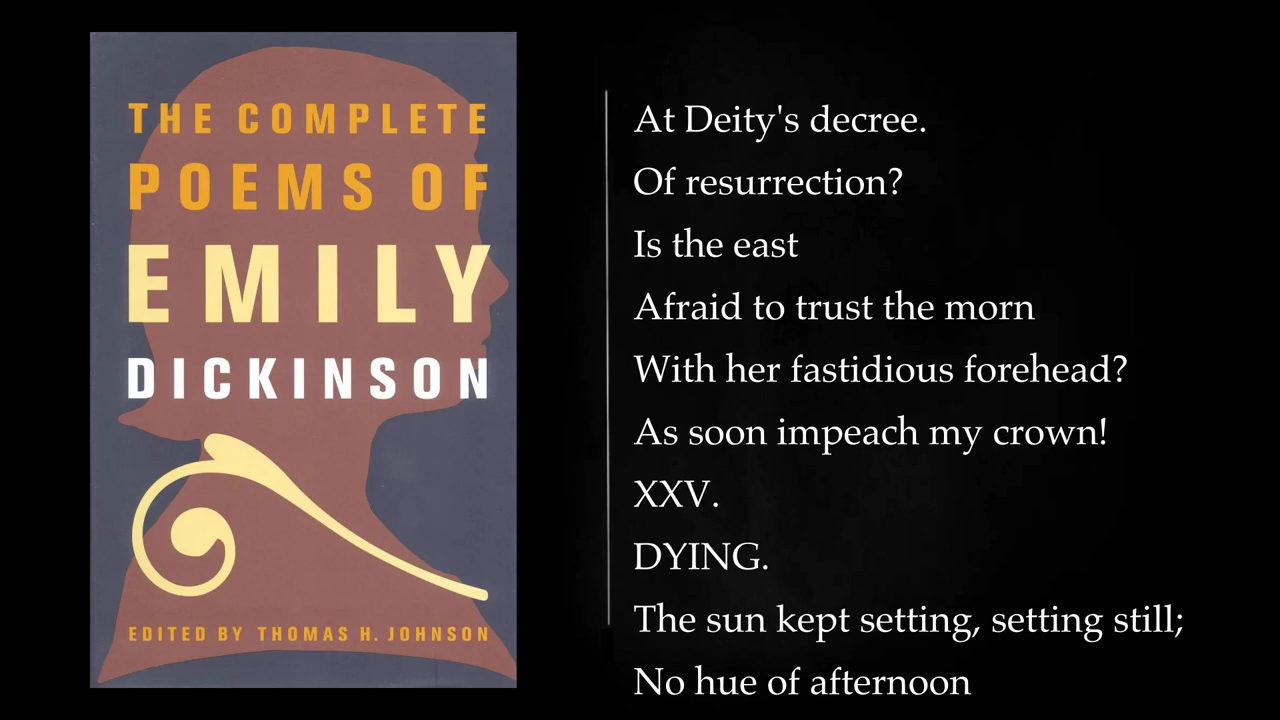 THE COMPLETE
POEMS OF
EMILY
DICKINSON
EDITED BY THOMAS H. JOHNSON
At Deity's decree.
Of resurrection?
Is the east
Afraid to trust the morn
With her fastidious forehead?
As soon impeach my crown!
XXV.
DYING.
The sun kept setting, setting still;
No hue of afternoon